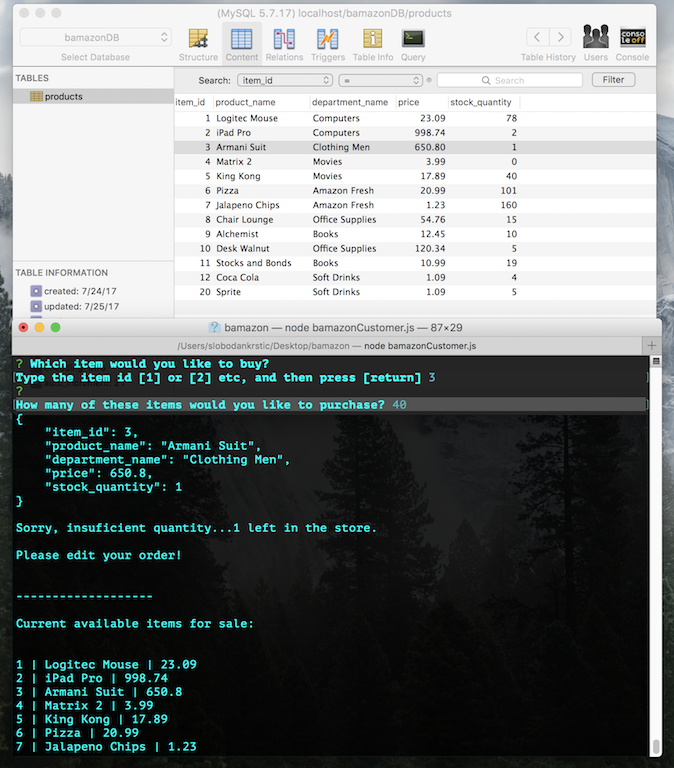 (MySQL 5.7.17) localhost/bamazonDB/products
bamazonDB
Select Database
Structure Content Relations Triggers Table Info Query
Table History Users Console
conso
le off
TABLES
products
Search: item_id = Search Filter
item_id product_name department_name price stock_quantity
1 Logitec Mouse Computers 23.09 78
2 iPad Pro Computers 998.74 2
3 Armani Suit Clothing Men 650.80 1
4 Matrix 2 Movies 3.99 0
5 King Kong Movies 17.89 40
6 Pizza Amazon Fresh 20.99 101
7 Jalapeno Chips Amazon Fresh 1.23 160
8 Chair Lounge Office Supplies 54.76 15
9 Alchemist Books 12.45 10
10 Desk Walnut Office Supplies 120.34 5
11 Stocks and Bonds Books 10.99 19
12 Coca Cola Soft Drinks 1.09 4
20 Sprite Soft Drinks 1.09 5
TABLE INFORMATION
created: 7/24/17
updated: 7/25/17
bamazon — node bamazonCustomer.js — 87×29
/Users/slobodankrstic/Desktop/bamazon — node bamazonCustomer.js +
? Which item would you like to buy?
[Type the item id [1] or [2] etc, and then press [return] 3 ]
?
[How many of these items would you like to purchase? 40 ]
{
"item_id": 3,
"product_name": "Armani Suit",
"department_name": "Clothing Men",
"price": 650.8,
"stock_quantity": 1
}
Sorry, insuficient quantity...1 left in the store.
Please edit your order!
-------------------
Current available items for sale:
1 | Logitec Mouse | 23.09
2 | iPad Pro | 998.74
3 | Armani Suit | 650.8
4 | Matrix 2 | 3.99
5 | King Kong | 17.89
6 | Pizza | 20.99
7 | Jalapeno Chips | 1.23